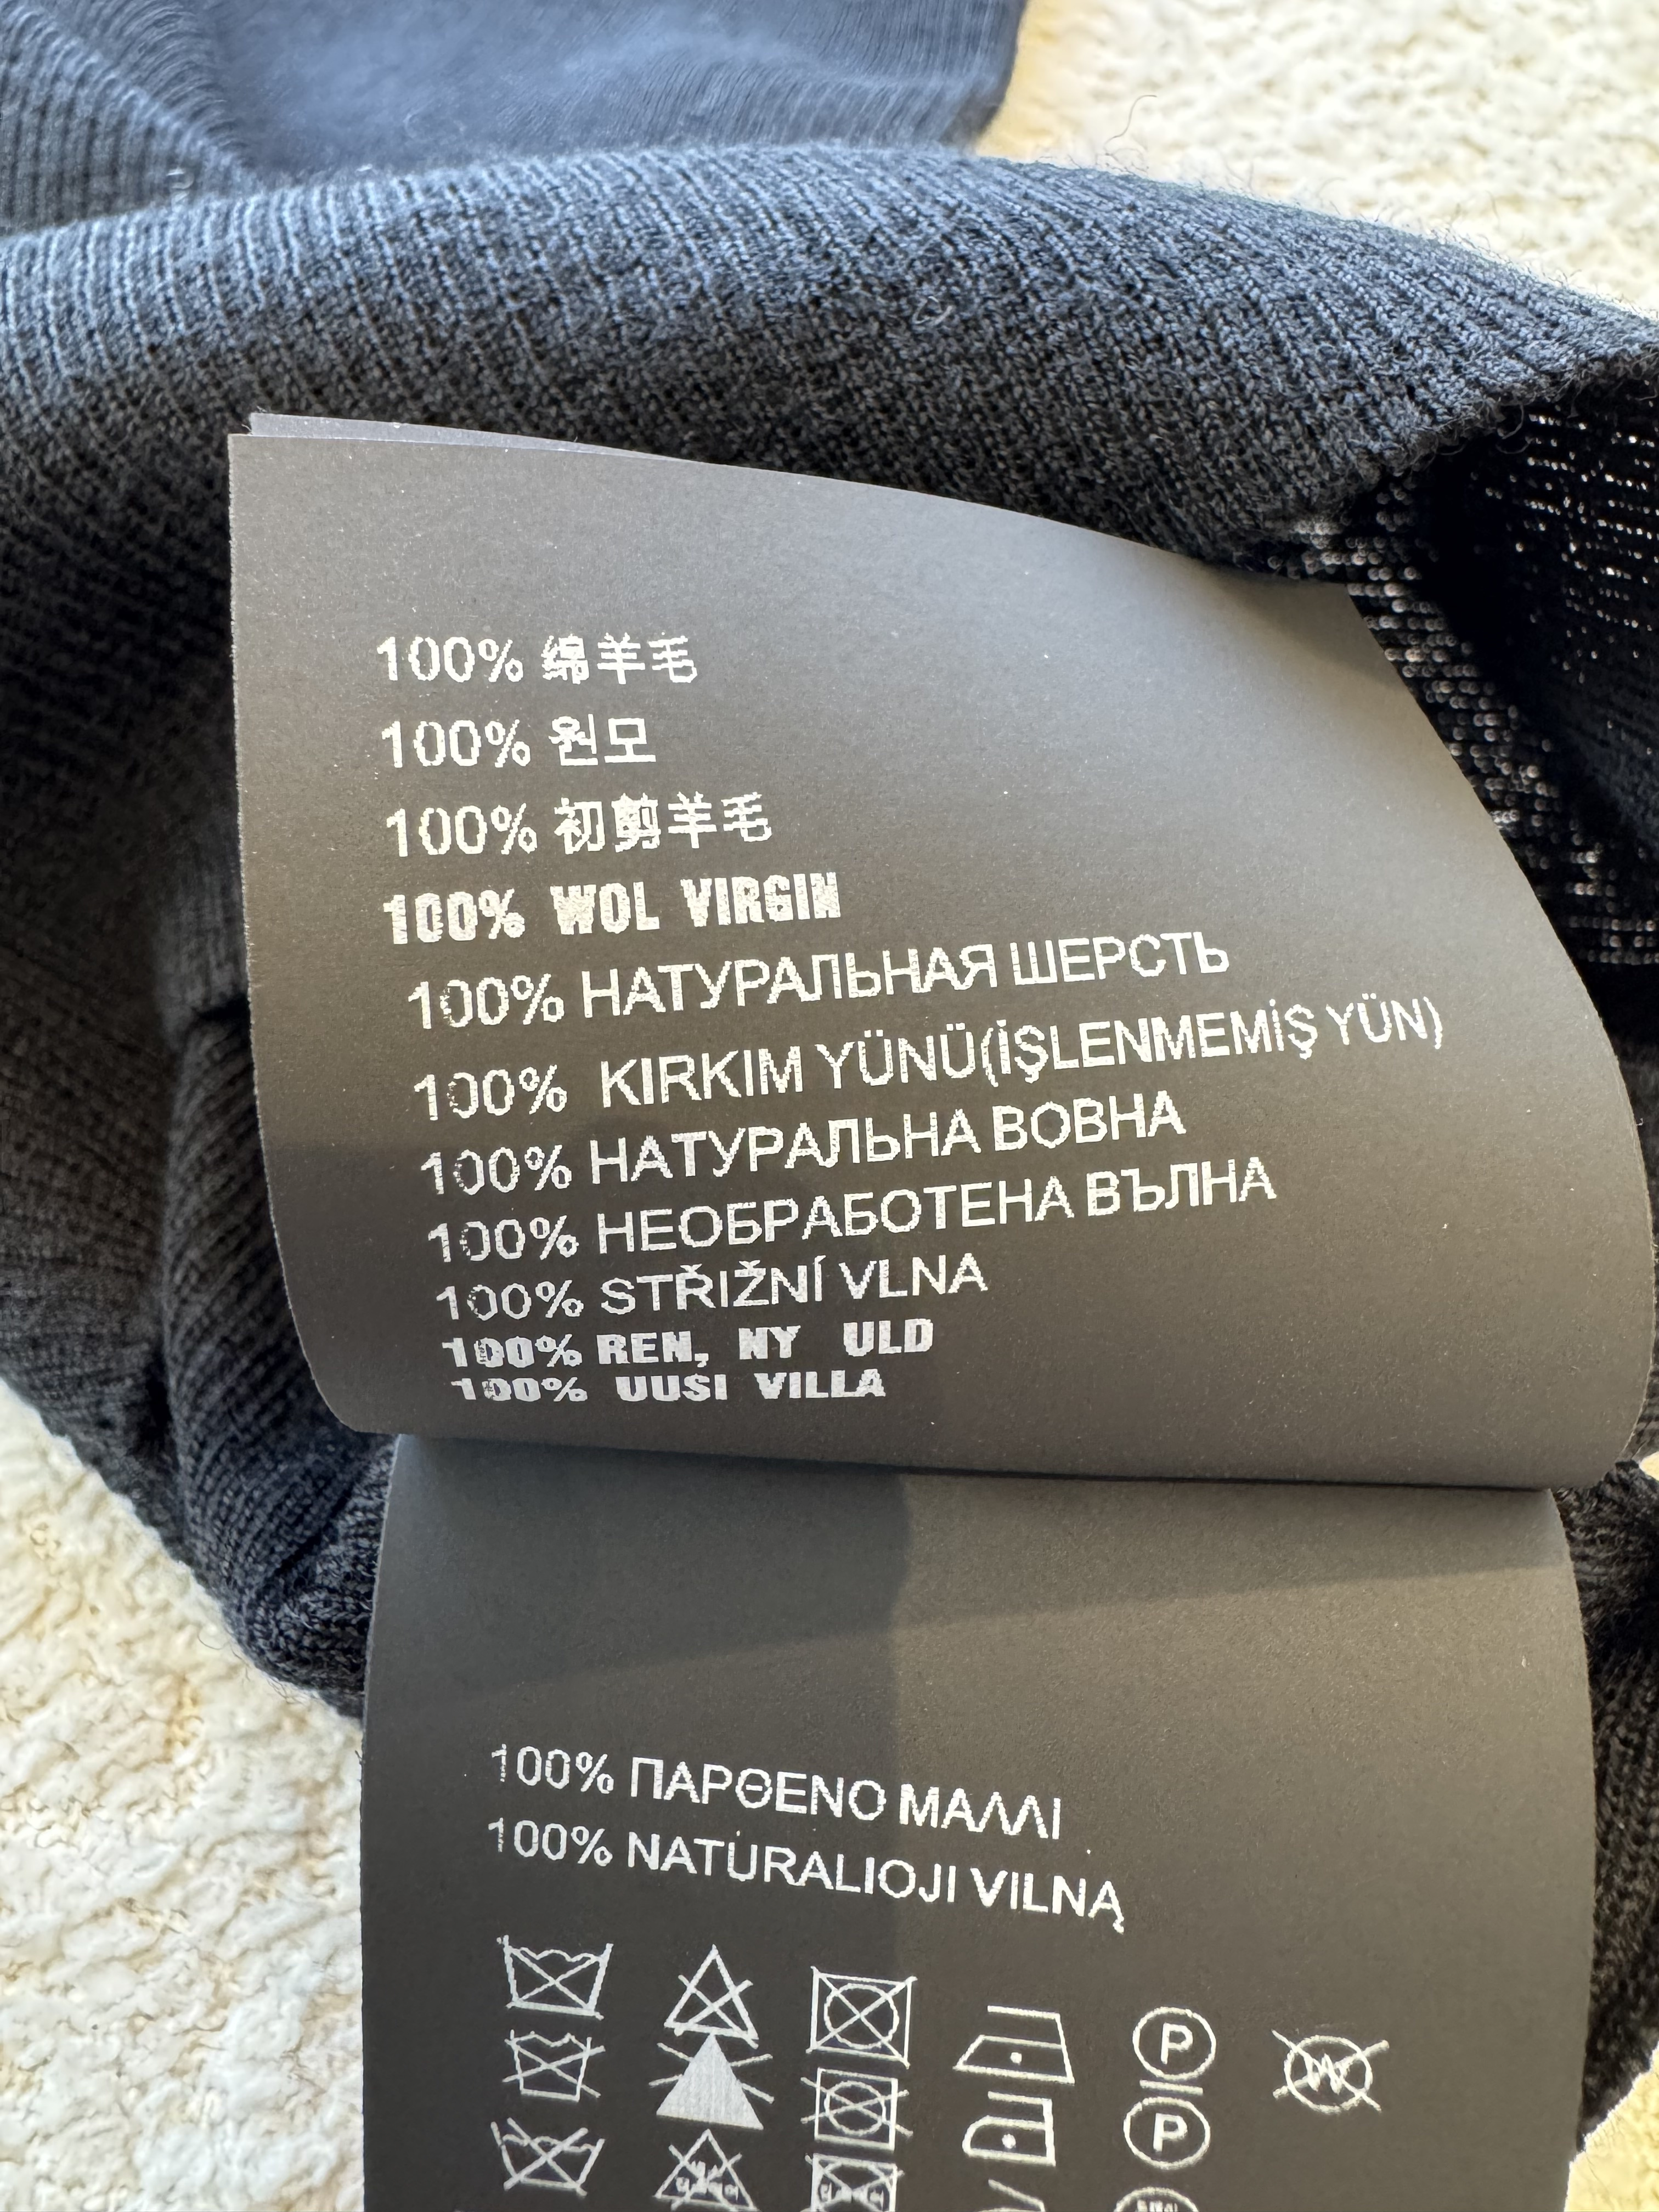 100% 绵羊毛
100% 원모
100% 初剪羊毛
100% WOL VIRGIN
100% НАТУРАЛЬНАЯ ШЕРСТЬ
100% KIRKIM YÜNÜ(İŞLENMEMİŞ YÜN)
100% НАТУРАЛЬНА ВОВНА
100% НЕОБРАБОТЕНА ВЪЛНА
100% STŘIŽNÍ VLNA
100% REN, NY ULD
100% UUSI VILLA
100% ΠΑΡΘΕΝΟ ΜΑΛΛΙ
100% NATŪRALIOJI VILNĄ
P W
P